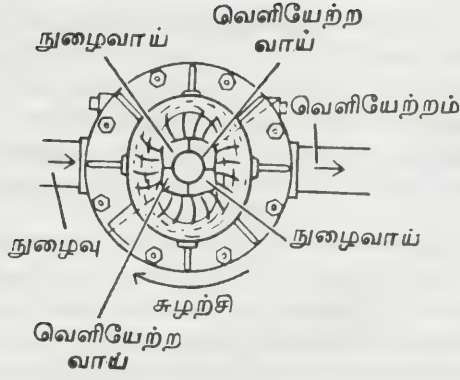 வெளியேற்ற
வாய்
நுழைவாய்
வெளியேற்றம்
நுழைவு
நுழைவாய்
சுழற்சி
வெளியேற்ற
வாய்